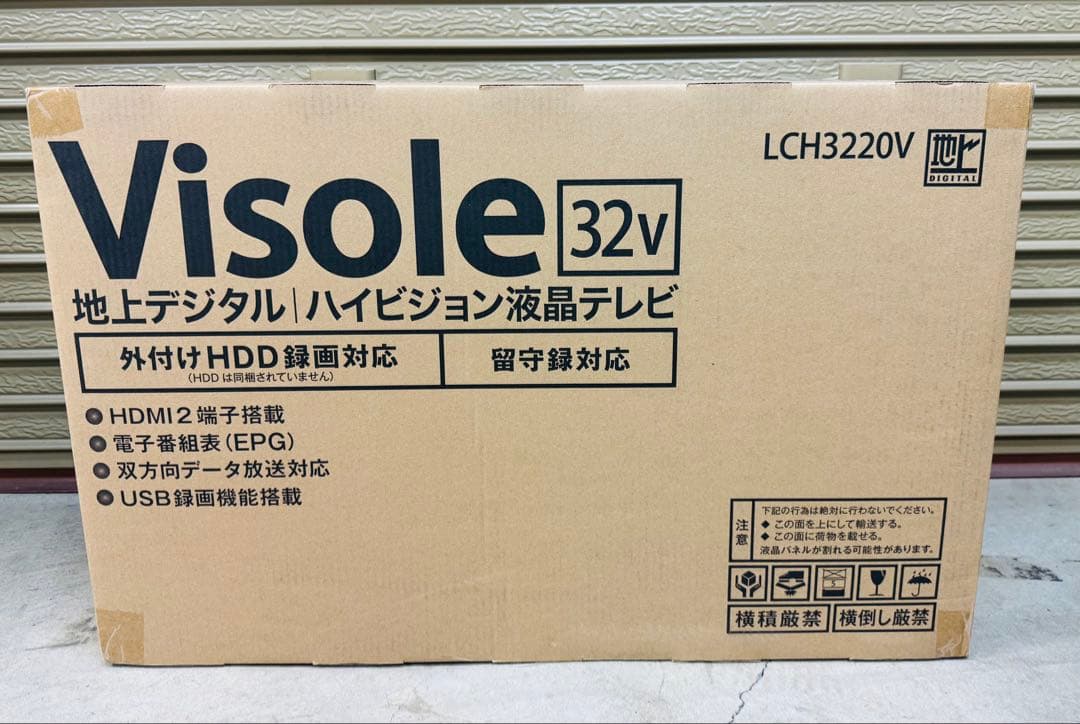 Visole 32V
LCH3220V 地上
DIGITAL
地上デジタル|ハイビジョン液晶テレビ
外付けHDD録画対応
(HDDは同梱されていません)
留守録対応
● HDMI2端子搭載
● 電子番組表(EPG)
● 双方向データ放送対応
● USB録画機能搭載
注意
下記の行為は絶対に行わないでください。
◆ この面を上にして輸送する。
◆ この面に荷物を載せる。
液晶パネルが割れる可能性があります。
5
横積厳禁 横倒し厳禁